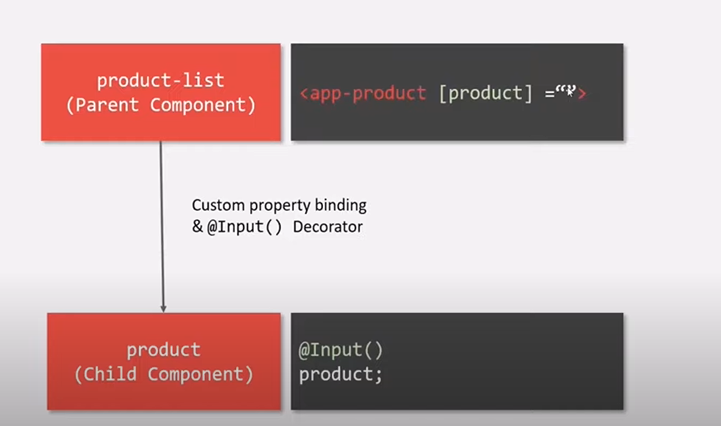 product-list
(Parent Component)
<app-product [product] =“”>
Custom property binding
& @Input() Decorator
product
(Child Component)
@Input()
product;